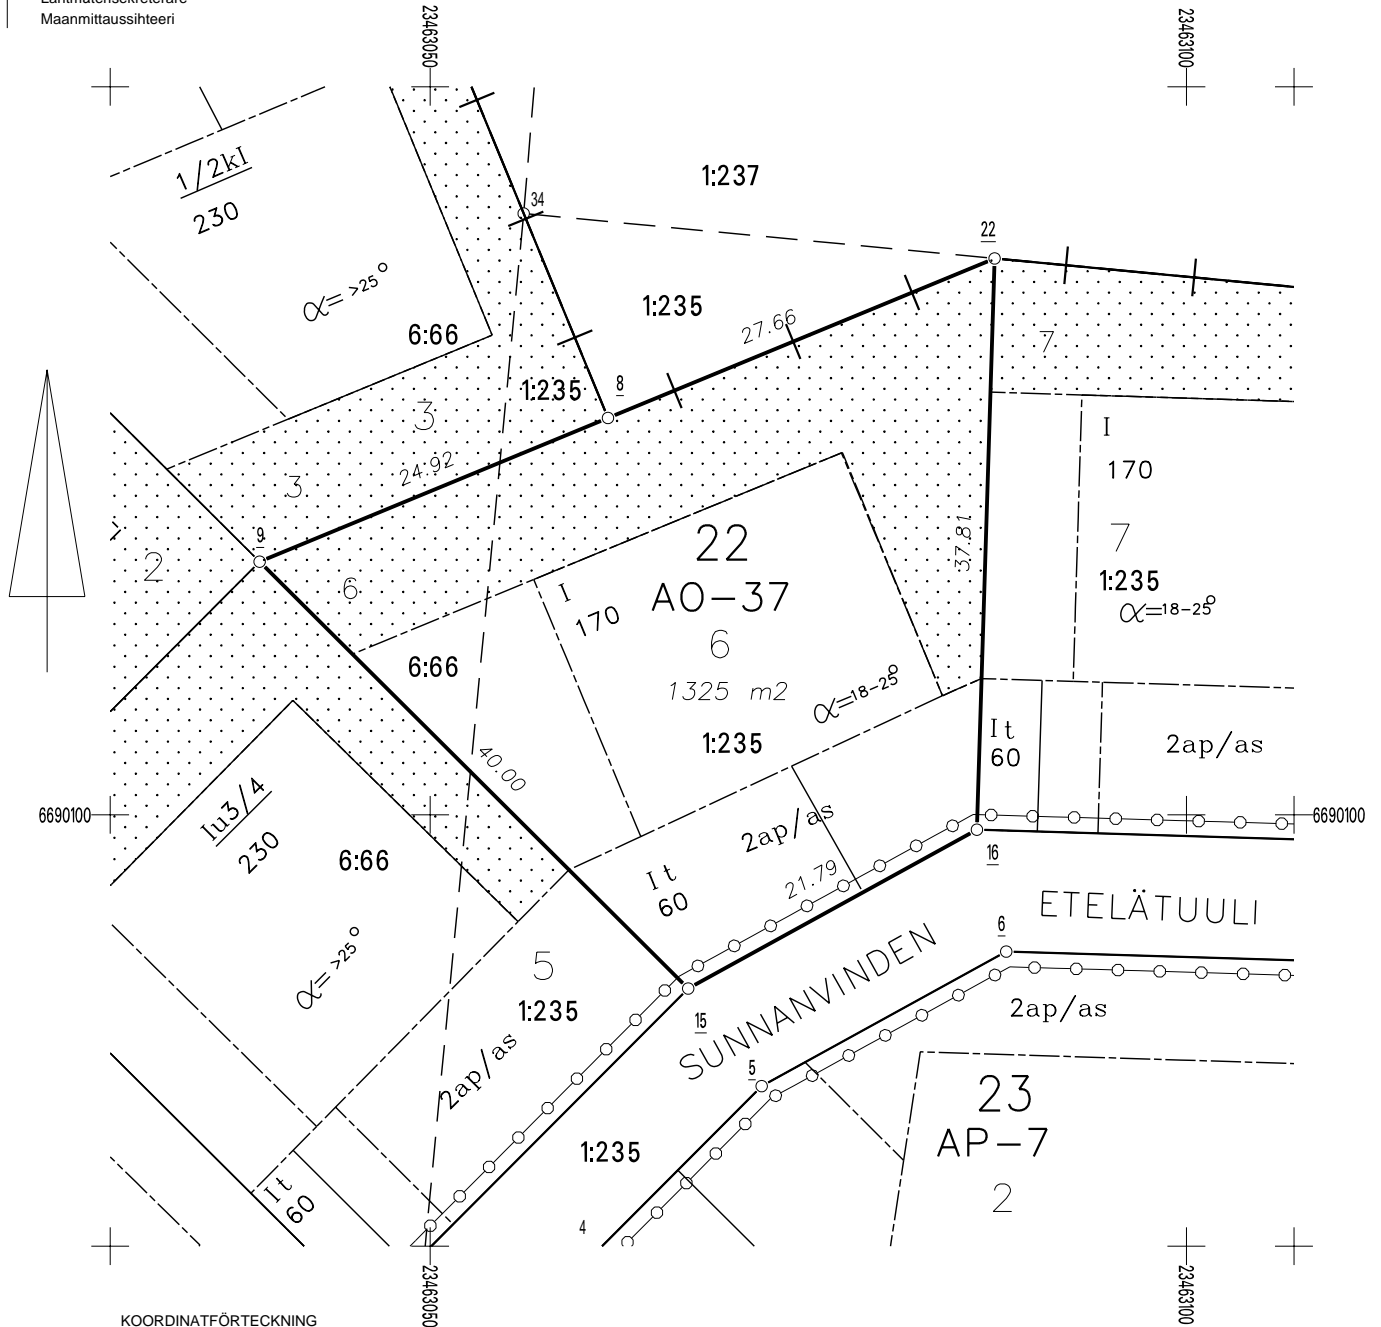 Lantmäterisekreterare
Maanmittaussihteeri
23463050
23463100
1/2kI
230
α= >25°
6:66
34
1:237
22
1:235
27.66
1:235
8
3
3
24.92
7
I
170
7
1:235
α=18-25°
9
2
6
22
AO-37
6
1325 m2
1:235
I
170
37.81
6:66
α=18-25°
It
60
2ap/as
40.00
Iu3/4
230
6:66
6690100
6690100
2ap/as
21.79
It
60
16
α= >25°
5
1:235
2ap/as
15
ETELÄTUULI
SUNNANVINDEN
6
2ap/as
5
23
AP-7
2
1:235
4
It
60
23463050
23463100
KOORDINATFÖRTECKNING